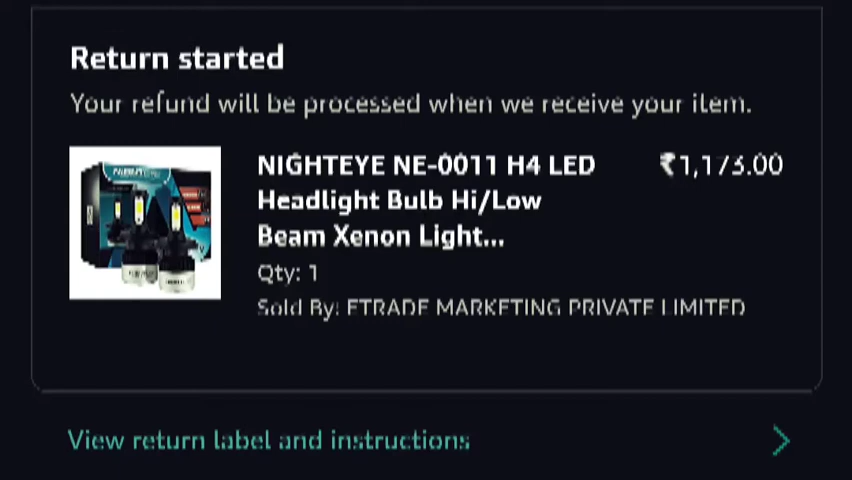 Return started
Your refund will be processed when we receive your item.
NIGHTEYE NE-0011 H4 LED
₹1,173.00
Headlight Bulb Hi/Low
Beam Xenon Light...
Qty: 1
Sold By: ETRADE MARKETING PRIVATE LIMITED
View return label and instructions